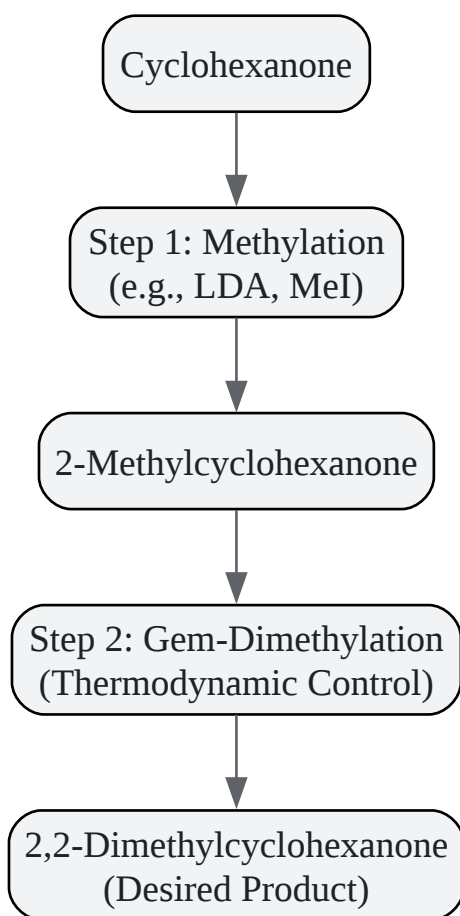 Cyclohexanone
Step 1: Methylation
(e.g., LDA, MeI)
2-Methylcyclohexanone
Step 2: Gem-Dimethylation
(Thermodynamic Control)
2,2-Dimethylcyclohexanone
(Desired Product)